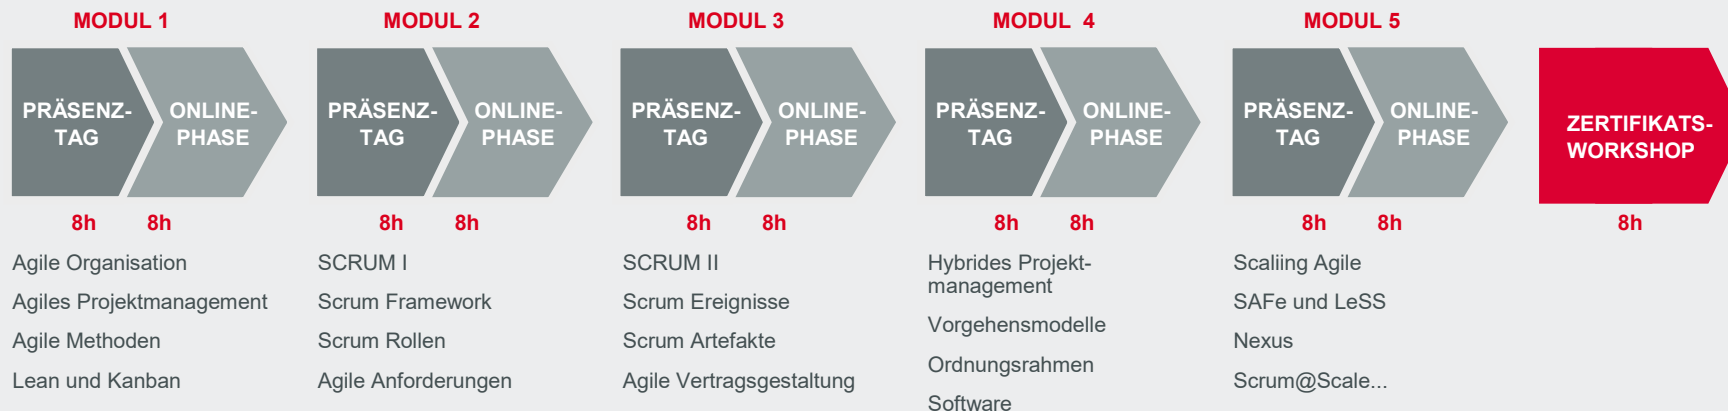 MODUL 1
PRÄSENZ-
TAG
ONLINE-
PHASE
8h
8h
Agile Organisation
Agiles Projektmanagement
Agile Methoden
Lean und Kanban
MODUL 2
PRÄSENZ-
TAG
ONLINE-
PHASE
8h
8h
SCRUM I
Scrum Framework
Scrum Rollen
Agile Anforderungen
MODUL 3
PRÄSENZ-
TAG
ONLINE-
PHASE
8h
8h
SCRUM II
Scrum Ereignisse
Scrum Artefakte
Agile Vertragsgestaltung
MODUL 4
PRÄSENZ-
TAG
ONLINE-
PHASE
8h
8h
Hybrides Projekt-
management
Vorgehensmodelle
Ordnungsrahmen
Software
MODUL 5
PRÄSENZ-
TAG
ONLINE-
PHASE
8h
8h
Scaliing Agile
SAFe und LeSS
Nexus
Scrum@Scale...
ZERTIFIKATS-
WORKSHOP
8h